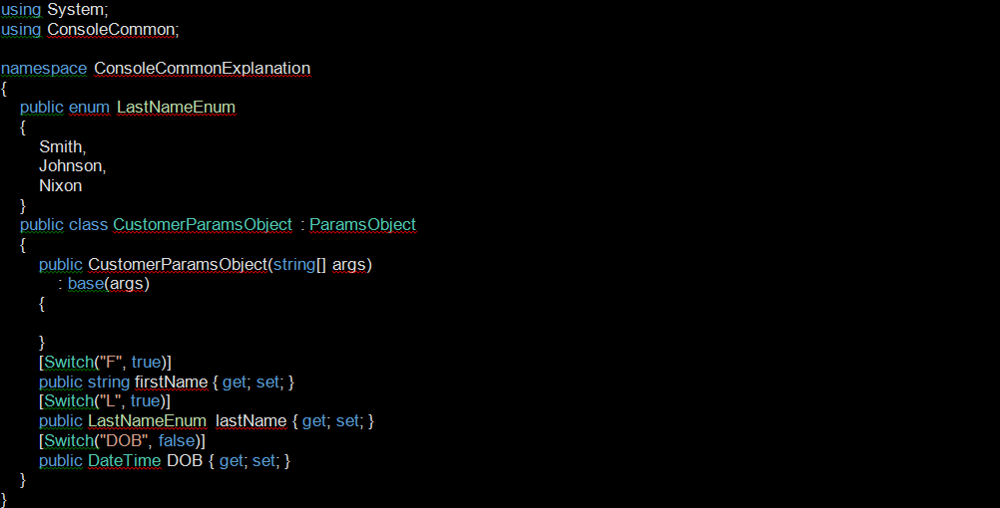 using System;
using ConsoleCommon;
namespace ConsoleCommonExplanation
{
public enum LastNameEnum
{
Smith,
Johnson,
Nixon
}
public class CustomerParamsObject : ParamsObject
{
public CustomerParamsObject(string[] args)
: base(args)
{
}
[Switch("F", true)]
public string firstName { get; set; }
[Switch("L", true)]
public LastNameEnum lastName { get; set; }
[Switch("DOB", false)]
public DateTime DOB { get; set; }
}
}